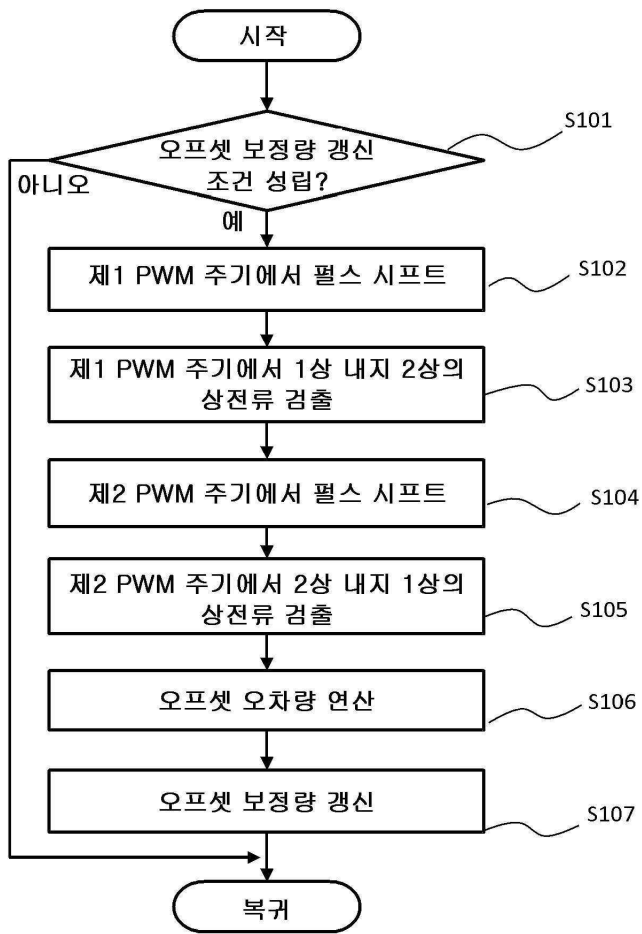 시작
오프셋 보정량 갱신
조건 성립?
S101
아니오
예
제1 PWM 주기에서 펄스 시프트
S102
제1 PWM 주기에서 1상 내지 2상의
상전류 검출
S103
제2 PWM 주기에서 펄스 시프트
S104
제2 PWM 주기에서 2상 내지 1상의
상전류 검출
S105
오프셋 오차량 연산
S106
오프셋 보정량 갱신
S107
복귀